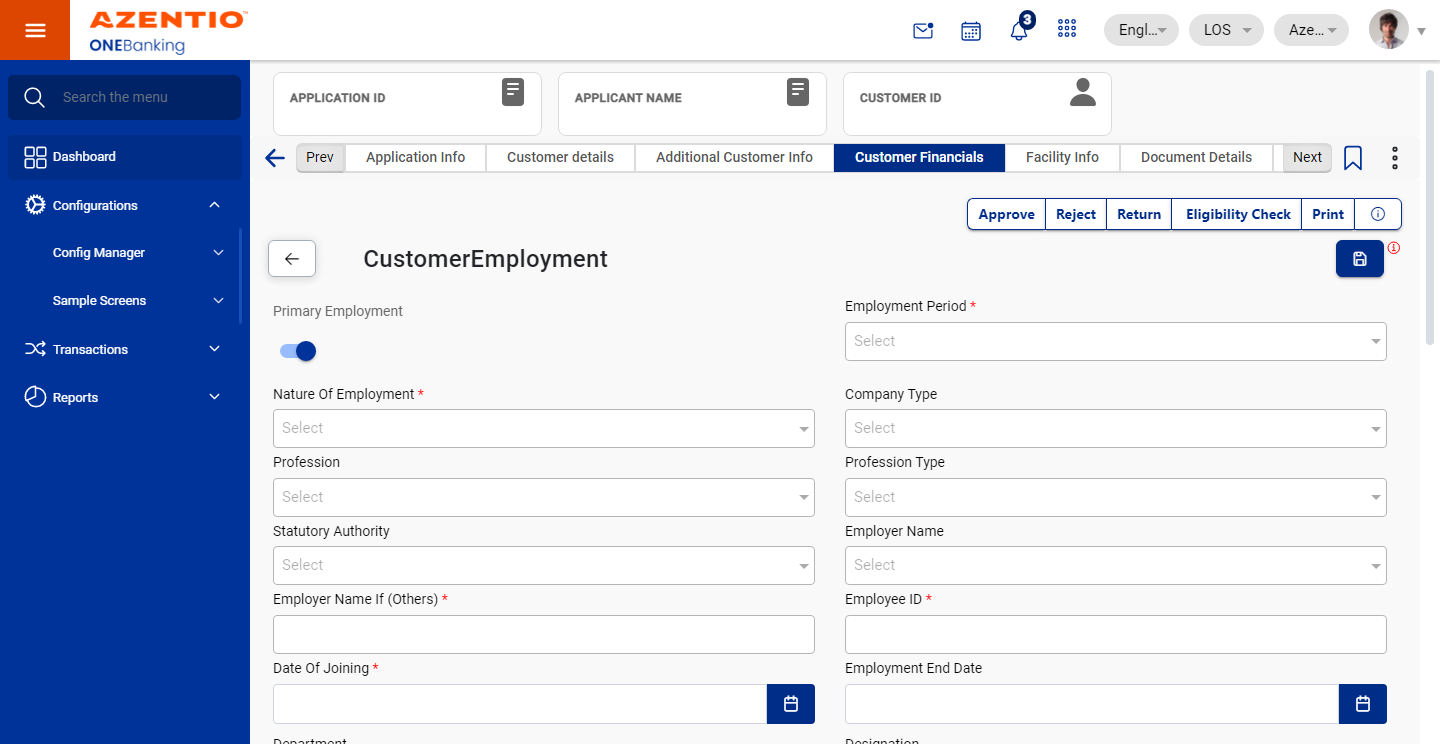 AZENTIO™
ONEBanking
3
Engl...
LOS
Aze...
Search the menu
Dashboard
Configurations
Config Manager
Sample Screens
Transactions
Reports
APPLICATION ID
APPLICANT NAME
CUSTOMER ID
Prev
Application Info
Customer details
Additional Customer Info
Customer Financials
Facility Info
Document Details
Next
Approve
Reject
Return
Eligibility Check
Print
CustomerEmployment
Primary Employment
Employment Period *
Select
Nature Of Employment *
Company Type
Select
Select
Profession
Profession Type
Select
Select
Statutory Authority
Employer Name
Select
Select
Employer Name If (Others) *
Employee ID *
Date Of Joining *
Employment End Date
Department
Designation